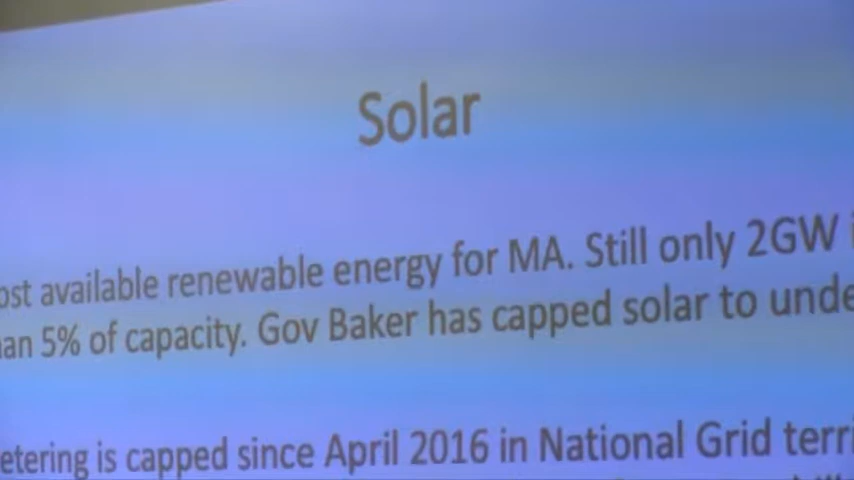 Solar
ost available renewable energy for MA. Still only 2GW
an 5% of capacity. Gov Baker has capped solar to unde
etering is capped since April 2016 in National Grid terri